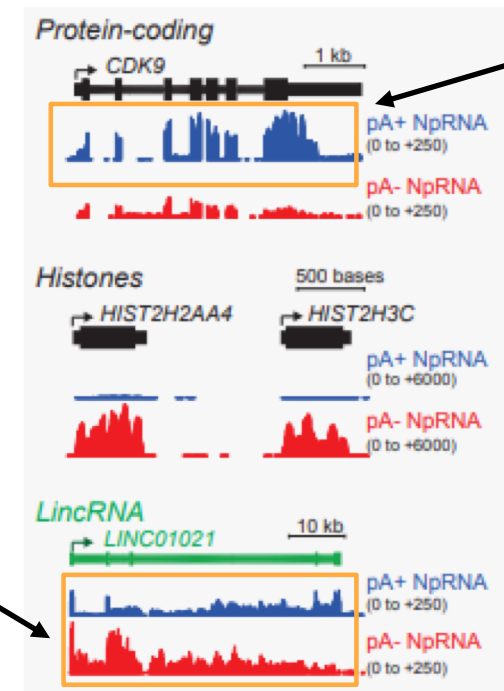 Protein-coding
1 kb
CDK9
pA+ NpRNA
(0 to +250)
pA- NpRNA
(0 to +250)
Histones
500 bases
HIST2H2AA4
HIST2H3C
pA+ NpRNA
(0 to +6000)
pA- NpRNA
(0 to +6000)
LincRNA
10 kb
LINC01021
pA+ NpRNA
(0 to +250)
pA- NpRNA
(0 to +250)